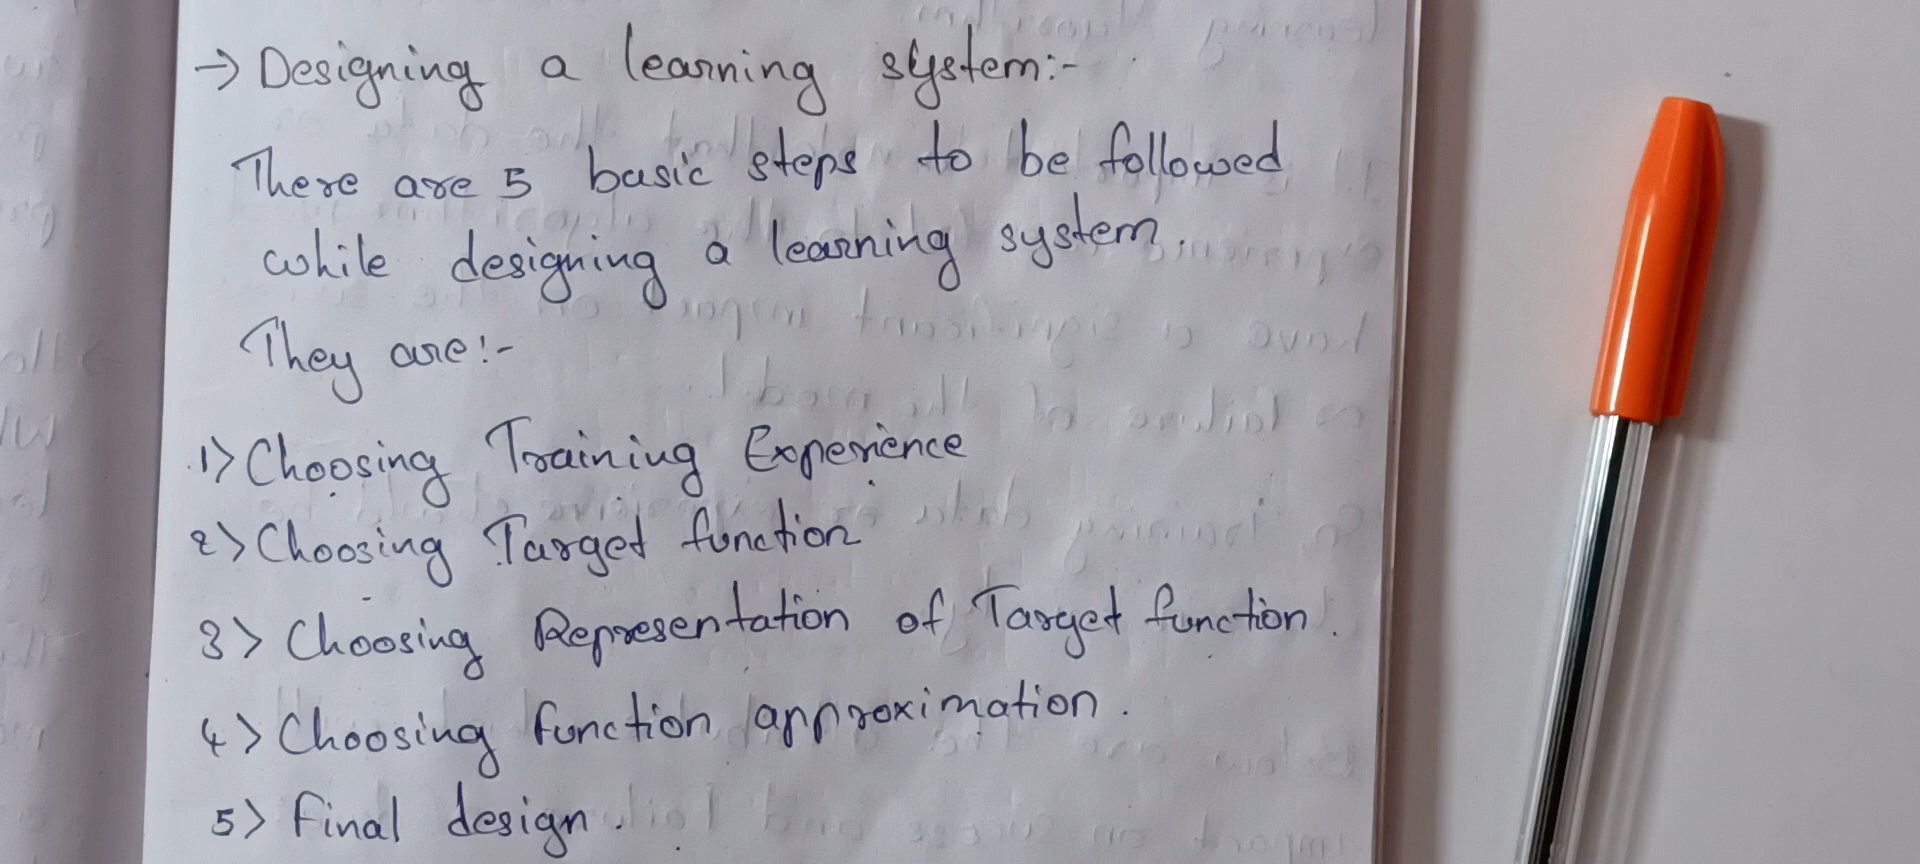 → Designing a learning system:-
There are 5 basic steps to be followed
while designing a learning system.
They are:-
1> Choosing Training Experience
2> Choosing Target function
3> Choosing Representation of Target function.
4> Choosing function approximation.
5> final design.